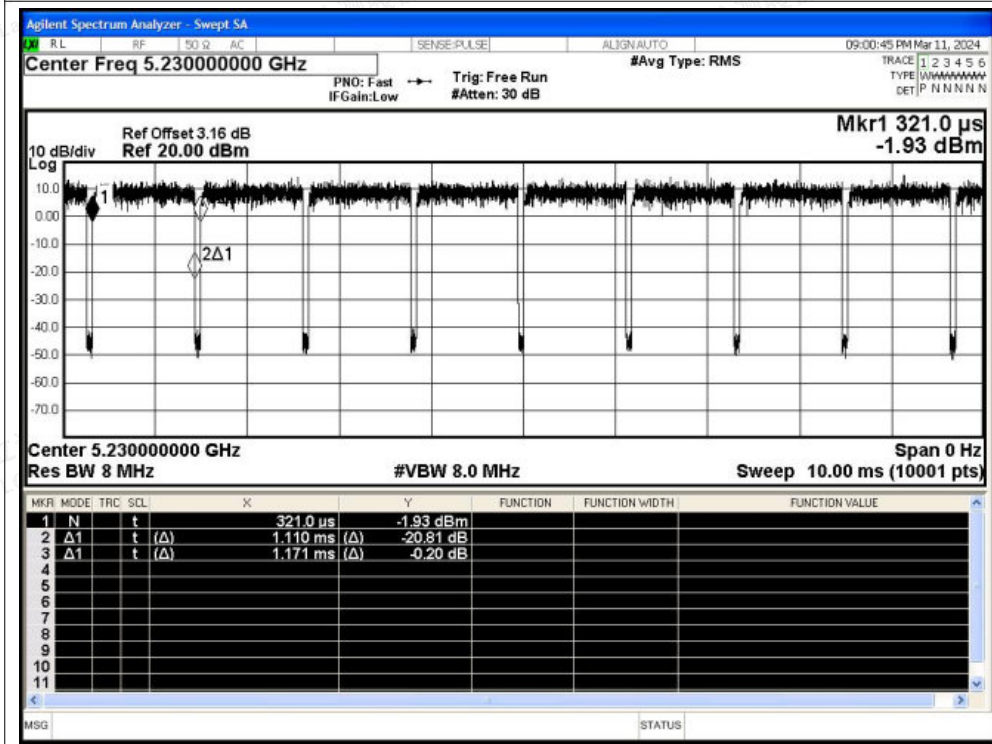 Agilent Spectrum Analyzer - Swept SA
LXI RL RF 50 Ω AC SENSE:PULSE ALIGN AUTO 09:00:45 PM Mar 11, 2024
Center Freq 5.230000000 GHz #Avg Type: RMS TRACE 1 2 3 4 5 6
PNO: Fast Trig: Free Run TYPE WWWWWW
IFGain:Low #Atten: 30 dB DET P N N N N N
Mkr1 321.0 µs
Ref Offset 3.16 dB
10 dB/div Ref 20.00 dBm -1.93 dBm
Log
10.0
1
0.00
-10.0
2Δ1
-20.0
-30.0
-40.0
-50.0
-60.0
-70.0
Center 5.230000000 GHz Span 0 Hz
Res BW 8 MHz #VBW 8.0 MHz Sweep 10.00 ms (10001 pts)
MKR MODE TRC SCL X Y FUNCTION FUNCTION WIDTH FUNCTION VALUE
1 N t 321.0 µs -1.93 dBm
2 Δ1 t (Δ) 1.110 ms (Δ) -20.81 dB
3 Δ1 t (Δ) 1.171 ms (Δ) -0.20 dB
4
5
6
7
8
9
10
11
MSG STATUS